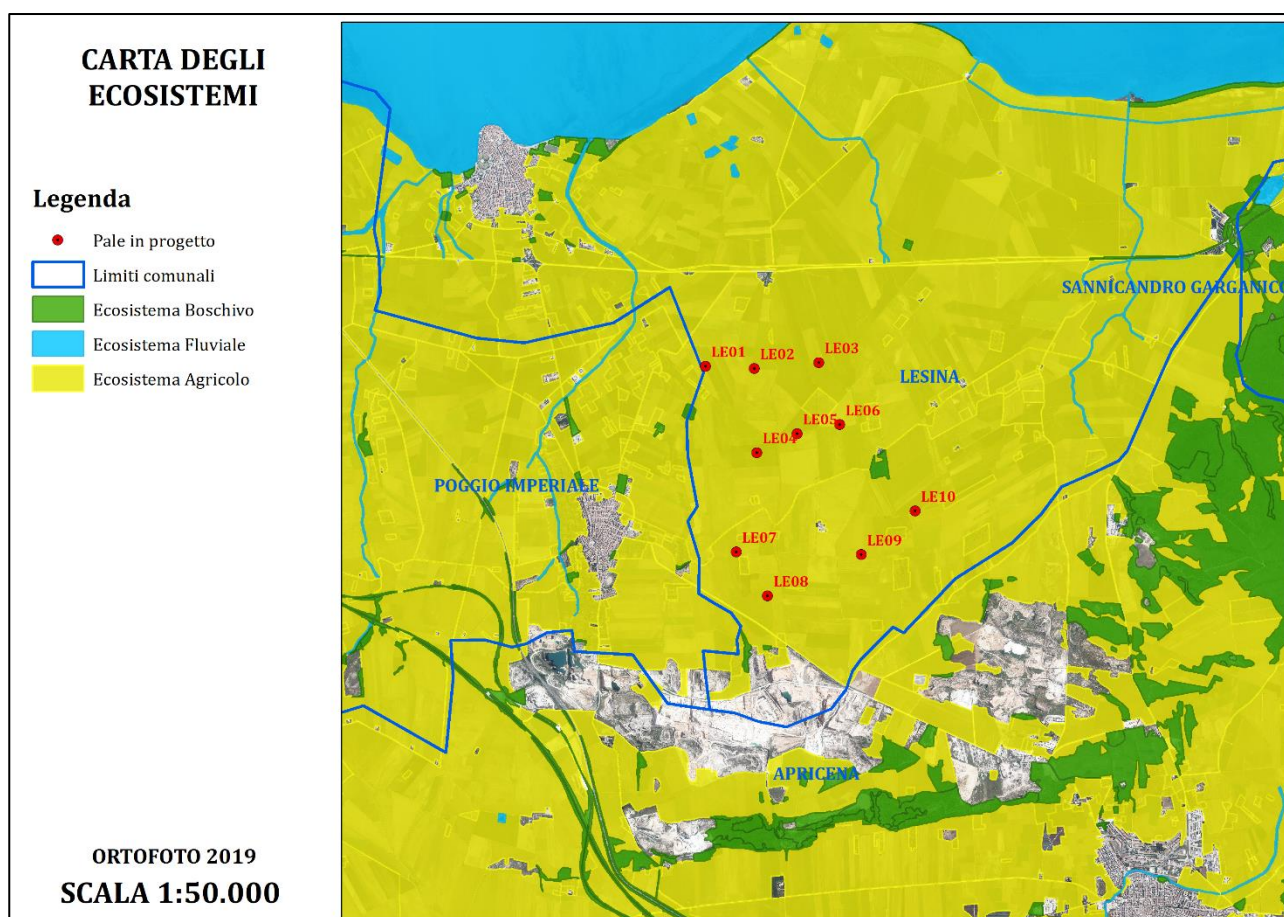 CARTA DEGLI
ECOSISTEMI
Legenda
Pale in progetto
Limiti comunali
Ecosistema Boschivo
Ecosistema Fluviale
Ecosistema Agricolo
ORTOFOTO 2019
SCALA 1:50.000
SANNICANDRO GARGANICO
LE01
LE02
LE03
LESINA
LE06
LE05
LE04
POGGIO IMPERIALE
LE10
LE07
LE09
LE08
APRICENA